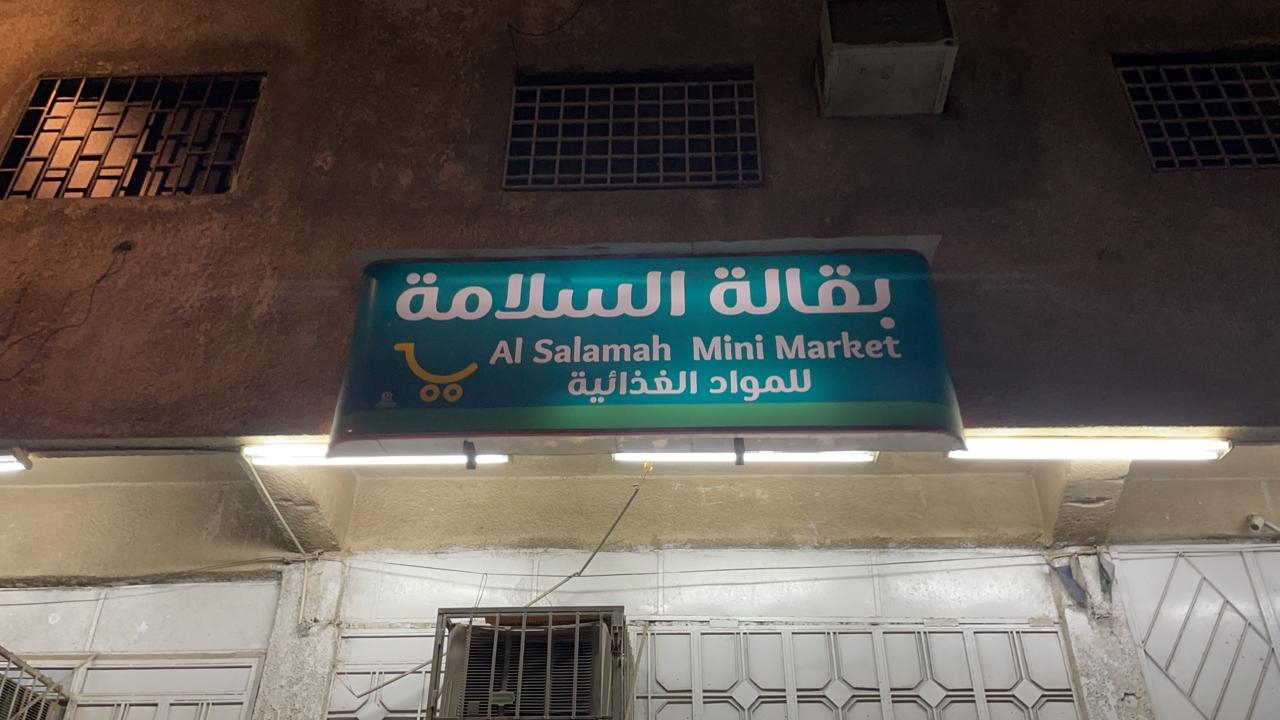 بقالة السلامة
Al Salamah Mini Market
للمواد الغذائية